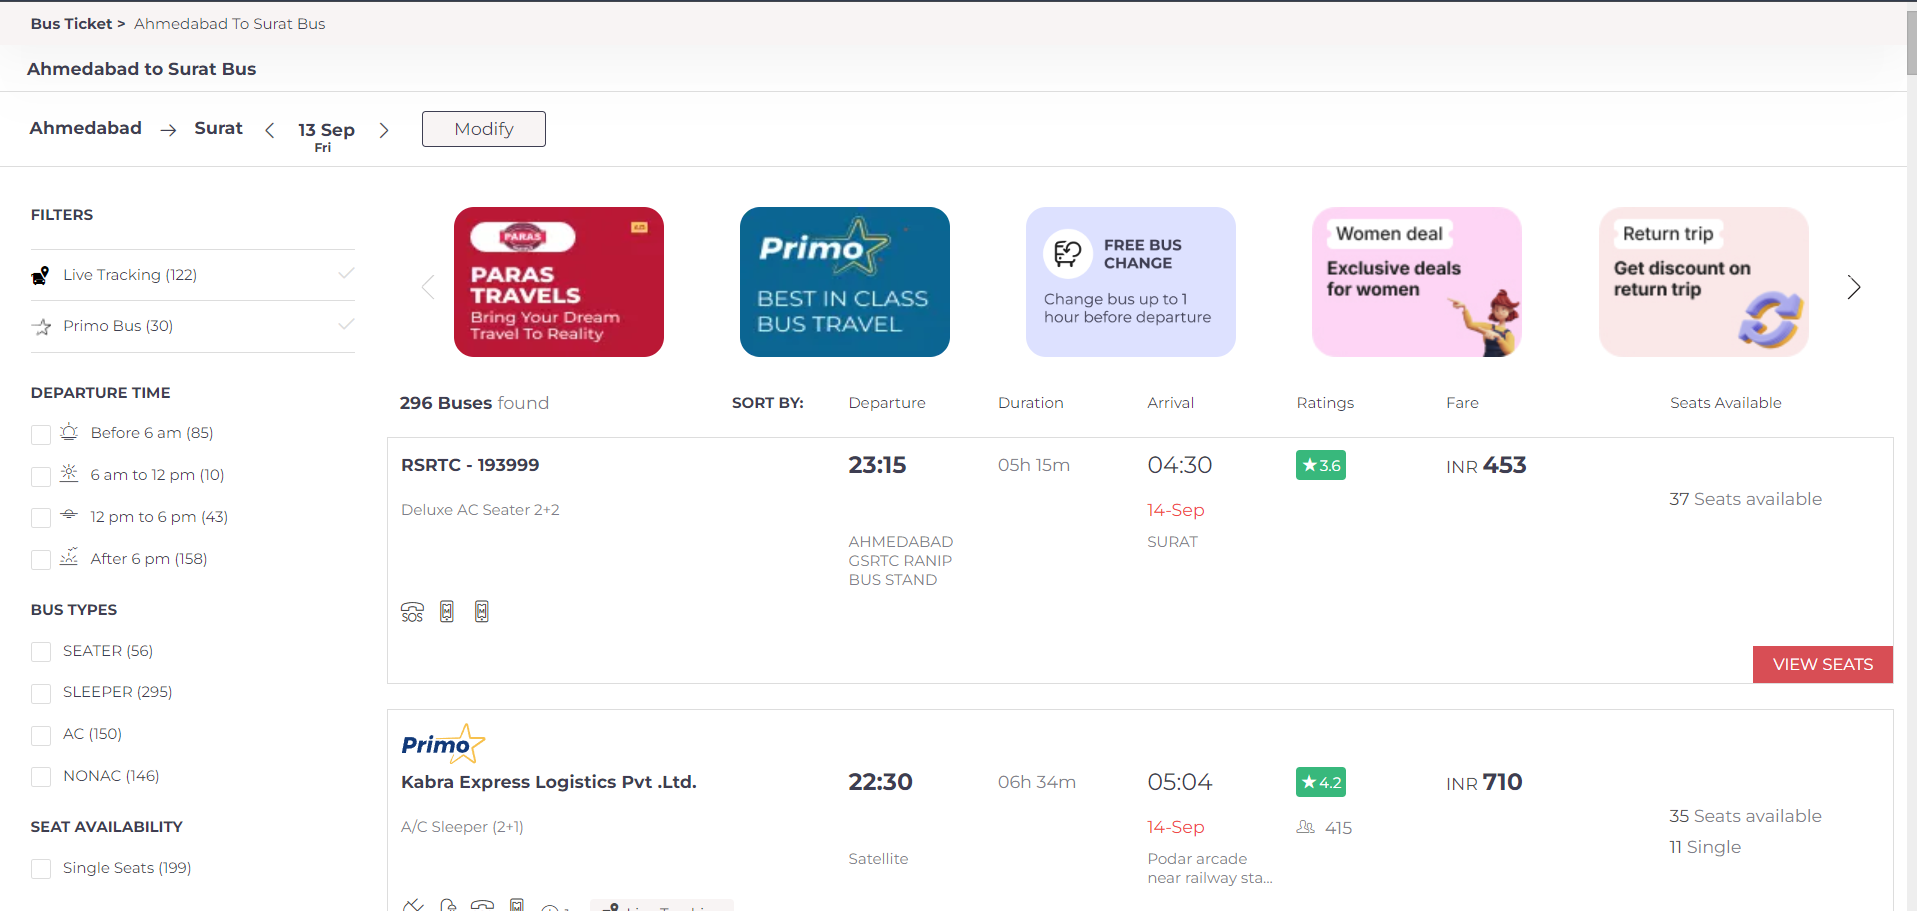 Bus Ticket > Ahmedabad To Surat Bus
Ahmedabad to Surat Bus
Ahmedabad → Surat < 13 Sep > Modify
Fri
FILTERS
Live Tracking (122)
Primo Bus (30)
DEPARTURE TIME
Before 6 am (85)
6 am to 12 pm (10)
12 pm to 6 pm (43)
After 6 pm (158)
BUS TYPES
SEATER (56)
SLEEPER (295)
AC (150)
NONAC (146)
SEAT AVAILABILITY
Single Seats (199)
PARAS
PARAS
TRAVELS
Bring Your Dream
Travel To Reality
Primo
BEST IN CLASS
BUS TRAVEL
FREE BUS
CHANGE
Change bus up to 1
hour before departure
Women deal
Exclusive deals
for women
Return trip
Get discount on
return trip
296 Buses found SORT BY: Departure Duration Arrival Ratings Fare Seats Available
RSRTC - 193999 23:15 05h 15m 04:30 ★3.6 INR 453
37 Seats available
Deluxe AC Seater 2+2 14-Sep
AHMEDABAD SURAT
GSRTC RANIP
BUS STAND
SOS M M
VIEW SEATS
Primo
Kabra Express Logistics Pvt .Ltd. 22:30 06h 34m 05:04 ★4.2 INR 710
35 Seats available
A/C Sleeper (2+1) 14-Sep 415
11 Single
Satellite Podar arcade
near railway sta...